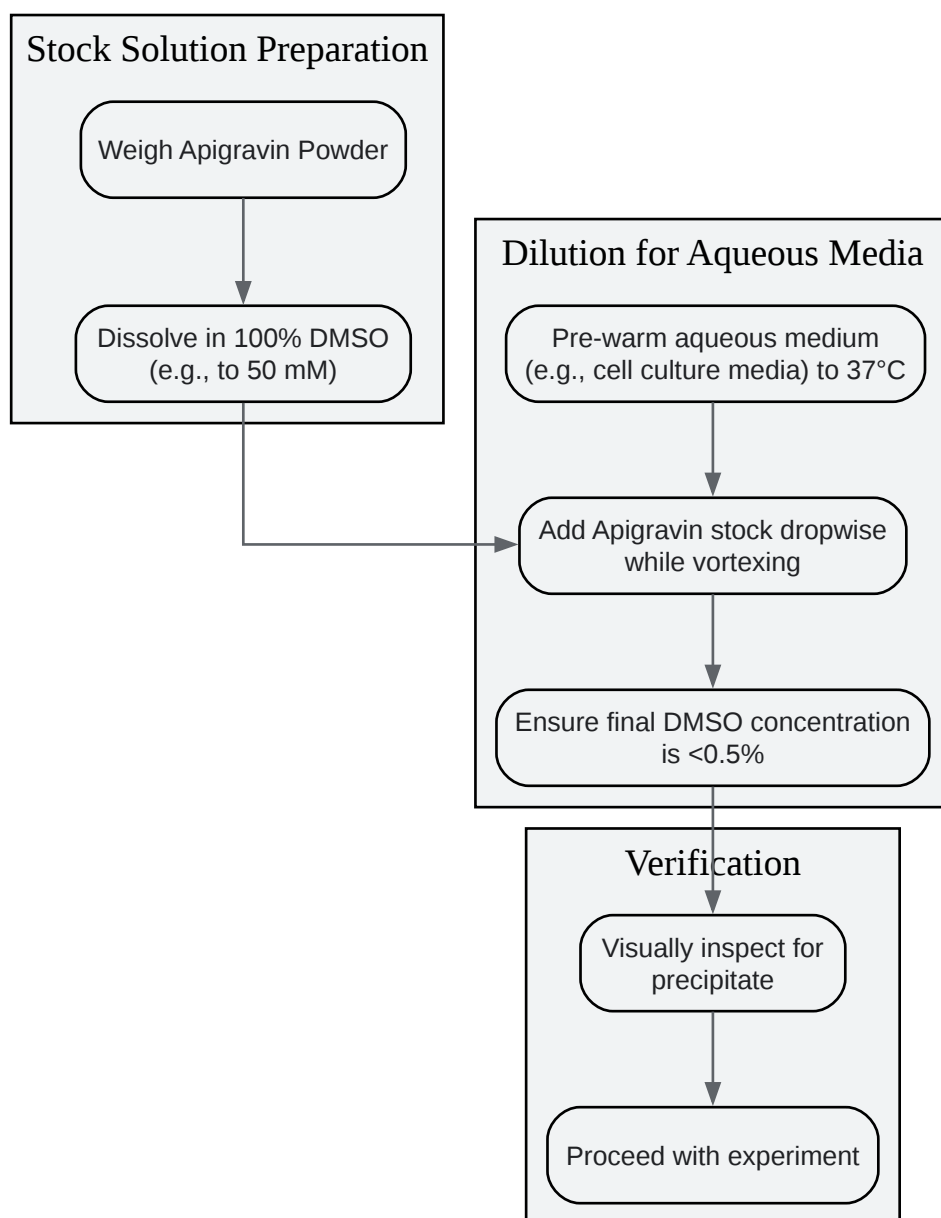 Stock Solution Preparation
Weigh Apigravin Powder
Dissolve in 100% DMSO
(e.g., to 50 mM)
Dilution for Aqueous Media
Pre-warm aqueous medium
(e.g., cell culture media) to 37°C
Add Apigravin stock dropwise
while vortexing
Ensure final DMSO concentration
is <0.5%
Verification
Visually inspect for
precipitate
Proceed with experiment